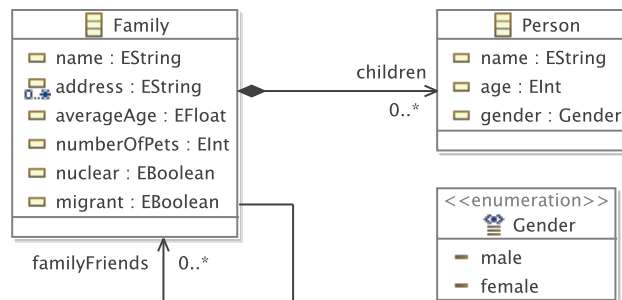 Family
name : EString
address : EString
0..*
averageAge : EFloat
numberOfPets : EInt
nuclear : EBoolean
migrant : EBoolean
familyFriends
0..*
children
0..*
Person
name : EString
age : EInt
gender : Gender
<<enumeration>>
Gender
male
female